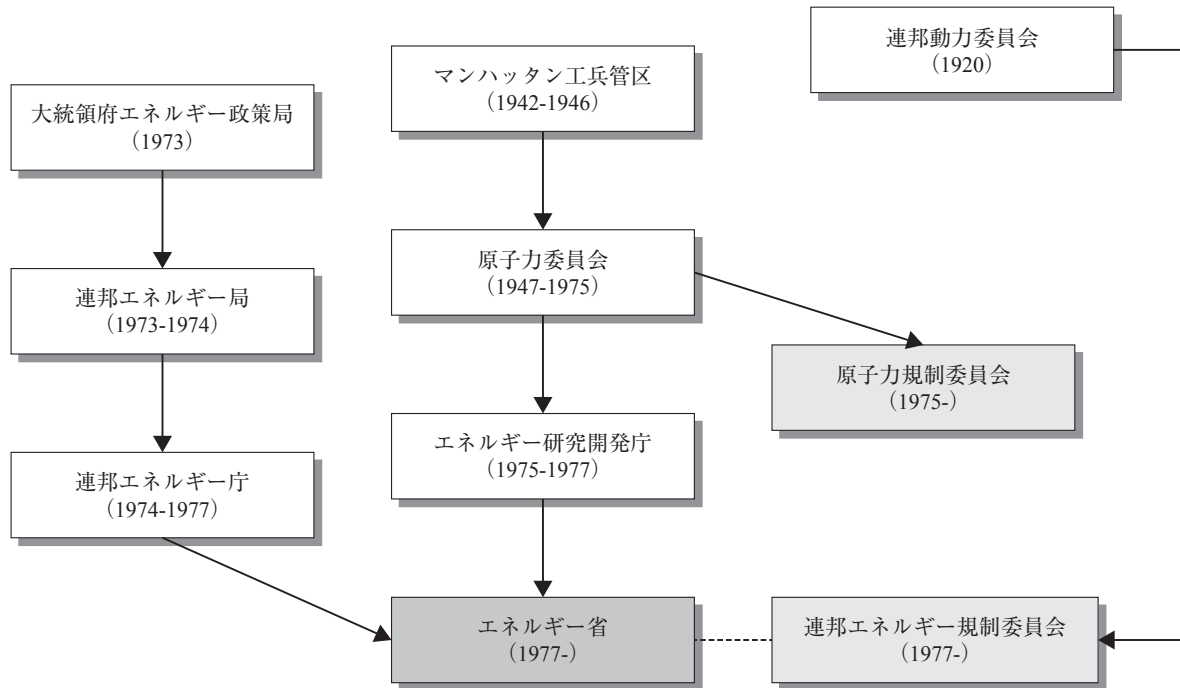 連邦動力委員会
（1920）
マンハッタン工兵管区
（1942-1946）
大統領府エネルギー政策局
（1973）
原子力委員会
（1947-1975）
連邦エネルギー局
（1973-1974）
原子力規制委員会
（1975-）
エネルギー研究開発庁
（1975-1977）
連邦エネルギー庁
（1974-1977）
エネルギー省
（1977-）
連邦エネルギー規制委員会
（1977-）